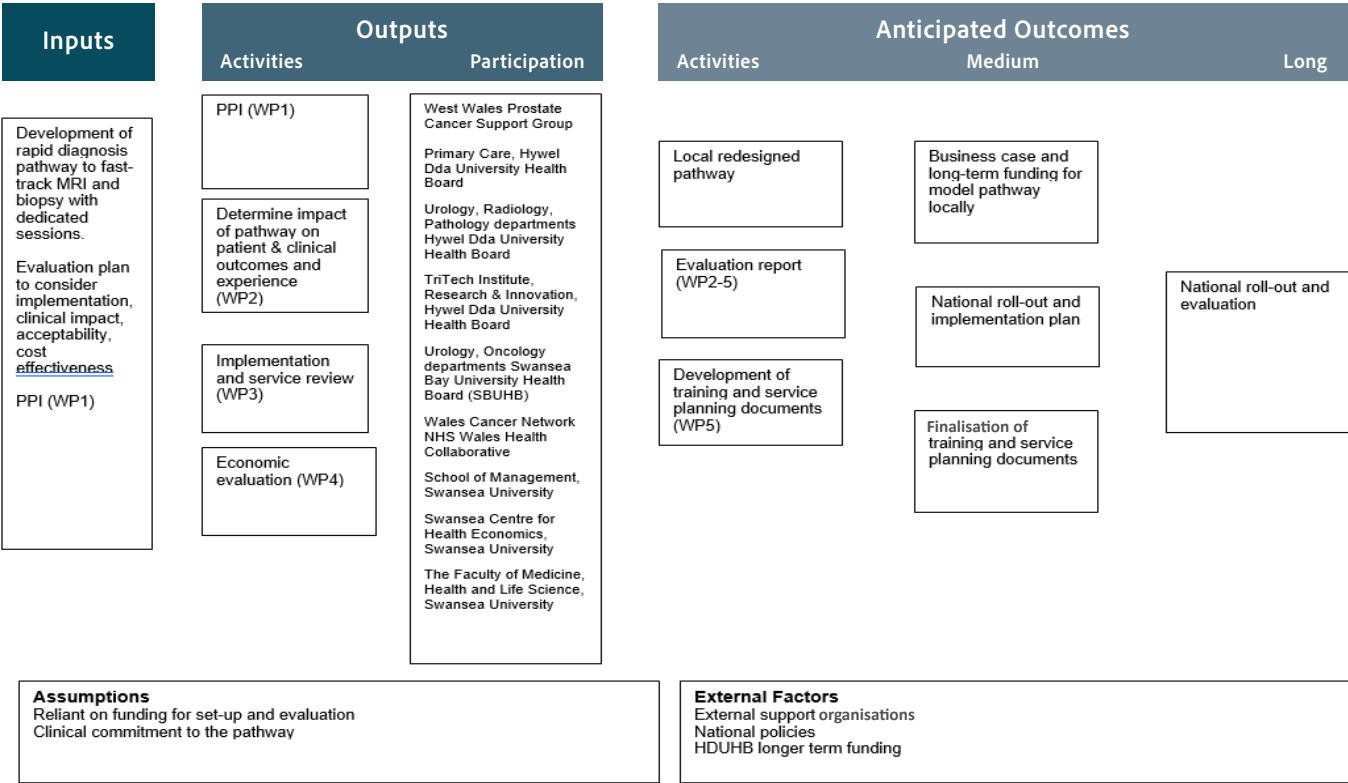 Inputs
Outputs
Activities
Participation
Anticipated Outcomes
Activities
Medium
Long
Development of
rapid diagnosis
pathway to fast-
track MRI and
biopsy with
dedicated
sessions.
Evaluation plan
to consider
implementation,
clinical impact,
acceptability,
cost
effectiveness
PPI (WP1)
PPI (WP1)
Determine impact
of pathway on
patient & clinical
outcomes and
experience
(WP2)
Implementation
and service review
(WP3)
Economic
evaluation (WP4)
West Wales Prostate
Cancer Support Group
Primary Care, Hywel
Dda University Health
Board
Urology, Radiology,
Pathology departments
Hywel Dda University
Health Board
TriTech Institute,
Research & Innovation,
Hywel Dda University
Health Board
Urology, Oncology
departments Swansea
Bay University Health
Board (SBUHB)
Wales Cancer Network
NHS Wales Health
Collaborative
School of Management,
Swansea University
Swansea Centre for
Health Economics,
Swansea University
The Faculty of Medicine,
Health and Life Science,
Swansea University
Local redesigned
pathway
Evaluation report
(WP2-5)
Development of
training and service
planning documents
(WP5)
Business case and
long-term funding for
model pathway
locally
National roll-out and
implementation plan
Finalisation of
training and service
planning documents
National roll-out and
evaluation
Assumptions
Reliant on funding for set-up and evaluation
Clinical commitment to the pathway
External Factors
External support organisations
National policies
HDUHB longer term funding